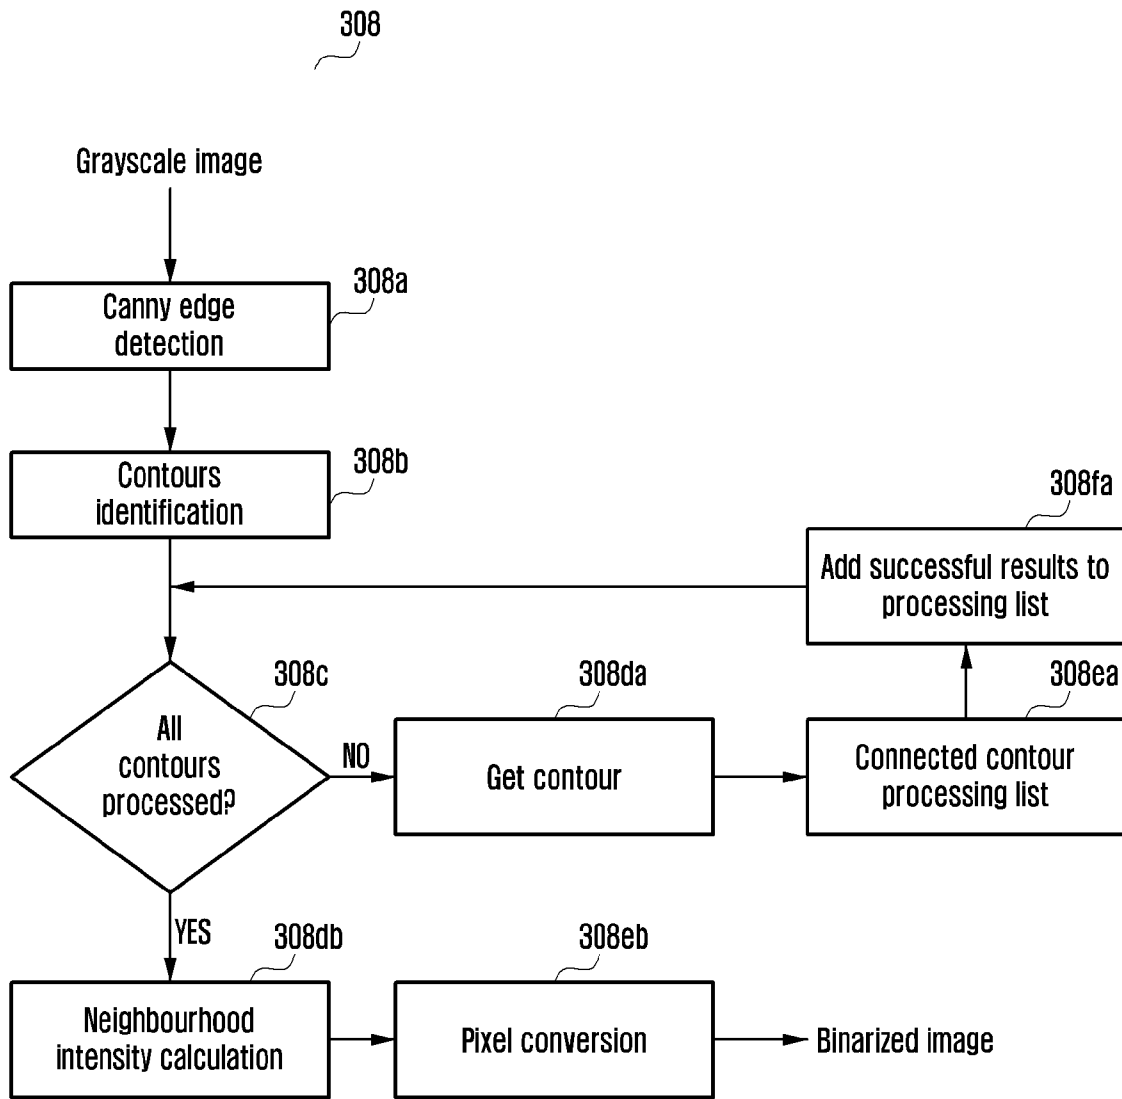 308
Grayscale image
308a
Canny edge
detection
308b
Contours
identification
308fa
Add successful results to
processing list
308c
All
contours
processed?
NO
308da
Get contour
308ea
Connected contour
processing list
YES
308db
Neighbourhood
intensity calculation
308eb
Pixel conversion
Binarized image